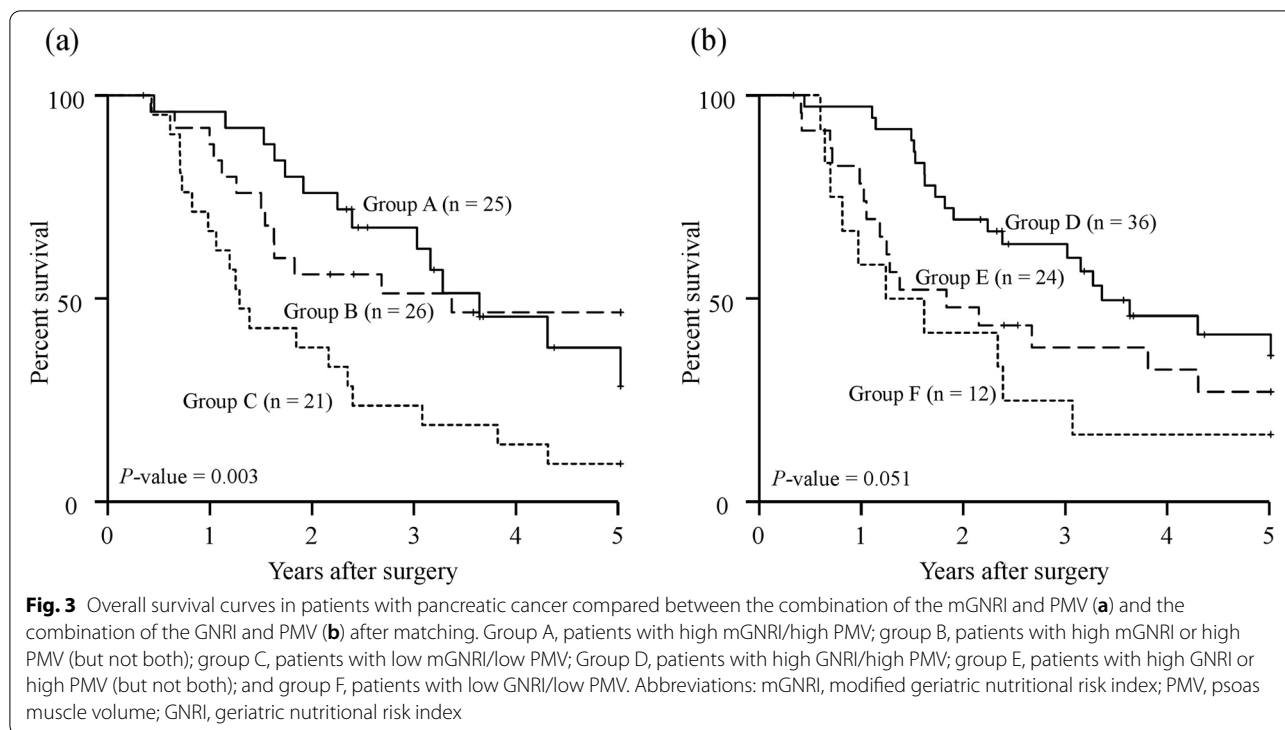 (a)
100
50
0
Percent survival
Group A (n = 25)
Group B (n = 26)
Group C (n = 21)
P-value = 0.003
0 1 2 3 4 5
Years after surgery
(b)
100
50
0
Percent survival
Group D (n = 36)
Group E (n = 24)
Group F (n = 12)
P-value = 0.051
0 1 2 3 4 5
Years after surgery
Fig. 3 Overall survival curves in patients with pancreatic cancer compared between the combination of the mGNRI and PMV (a) and the
combination of the GNRI and PMV (b) after matching. Group A, patients with high mGNRI/high PMV; group B, patients with high mGNRI or high
PMV (but not both); group C, patients with low mGNRI/low PMV; Group D, patients with high GNRI/high PMV; group E, patients with high GNRI or
high PMV (but not both); and group F, patients with low GNRI/low PMV. Abbreviations: mGNRI, modified geriatric nutritional risk index; PMV, psoas
muscle volume; GNRI, geriatric nutritional risk index